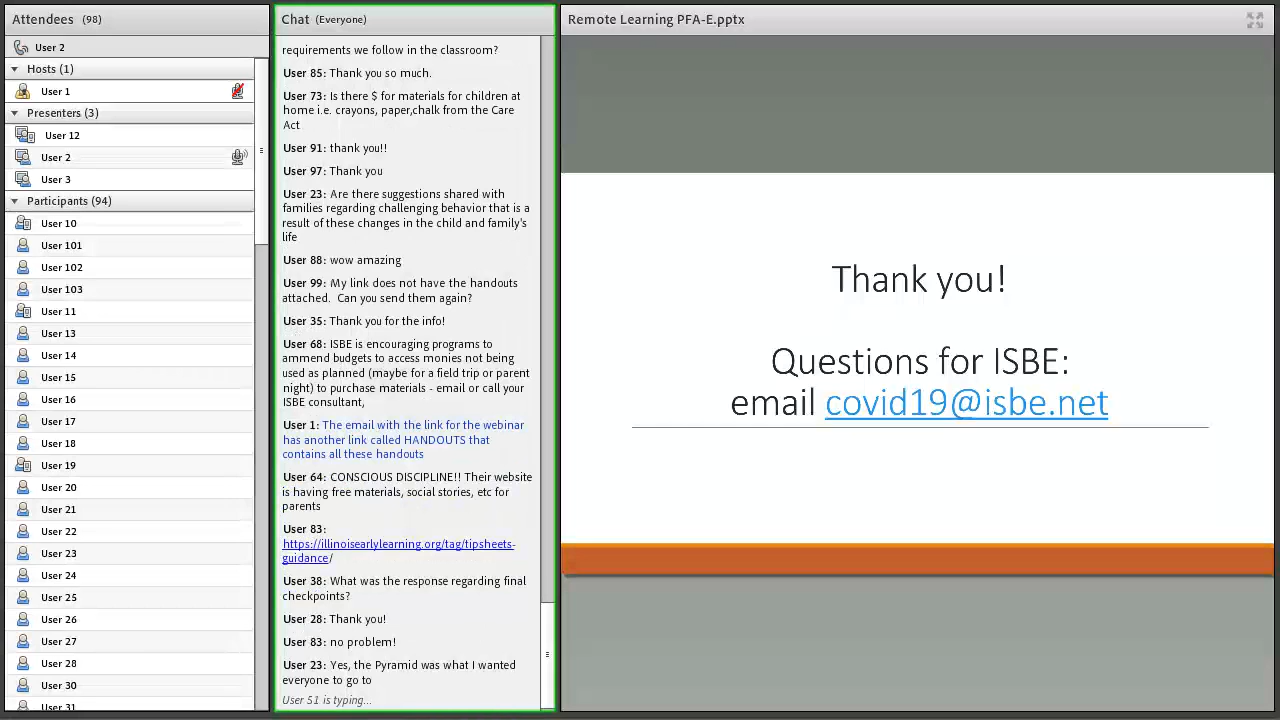 Attendees (98)
User 2
Hosts (1)
User 1
Presenters (3)
User 12
User 2
User 3
Participants (94)
User 10
User 101
User 102
User 103
User 11
User 13
User 14
User 15
User 16
User 17
User 18
User 19
User 20
User 21
User 22
User 23
User 24
User 25
User 26
User 27
User 28
User 30
User 31
Chat (Everyone)
requirements we follow in the classroom?
User 85: Thank you so much.
User 73: Is there $ for materials for children at
home i.e. crayons, paper,chalk from the Care
Act
User 91: thank you!!
User 97: Thank you
User 23: Are there suggestions shared with
families regarding challenging behavior that is a
result of these changes in the child and family's
life
User 88: wow amazing
User 99: My link does not have the handouts
attached.  Can you send them again?
User 35: Thank you for the info!
User 68: ISBE is encouraging programs to
ammend budgets to access monies not being
used as planned (maybe for a field trip or parent
night) to purchase materials - email or call your
ISBE consultant,
User 1: The email with the link for the webinar
has another link called HANDOUTS that
contains all these handouts
User 64: CONSCIOUS DISCIPLINE!! Their website
is having free materials, social stories, etc for
parents
User 83:
https://illinoisearlylearning.org/tag/tipsheets-
guidance/
User 38: What was the response regarding final
checkpoints?
User 28: Thank you!
User 83: no problem!
User 23: Yes, the Pyramid was what I wanted
everyone to go to
User 51 is typing...
Remote Learning PFA-E.pptx
Thank you!
Questions for ISBE:
email covid19@isbe.net